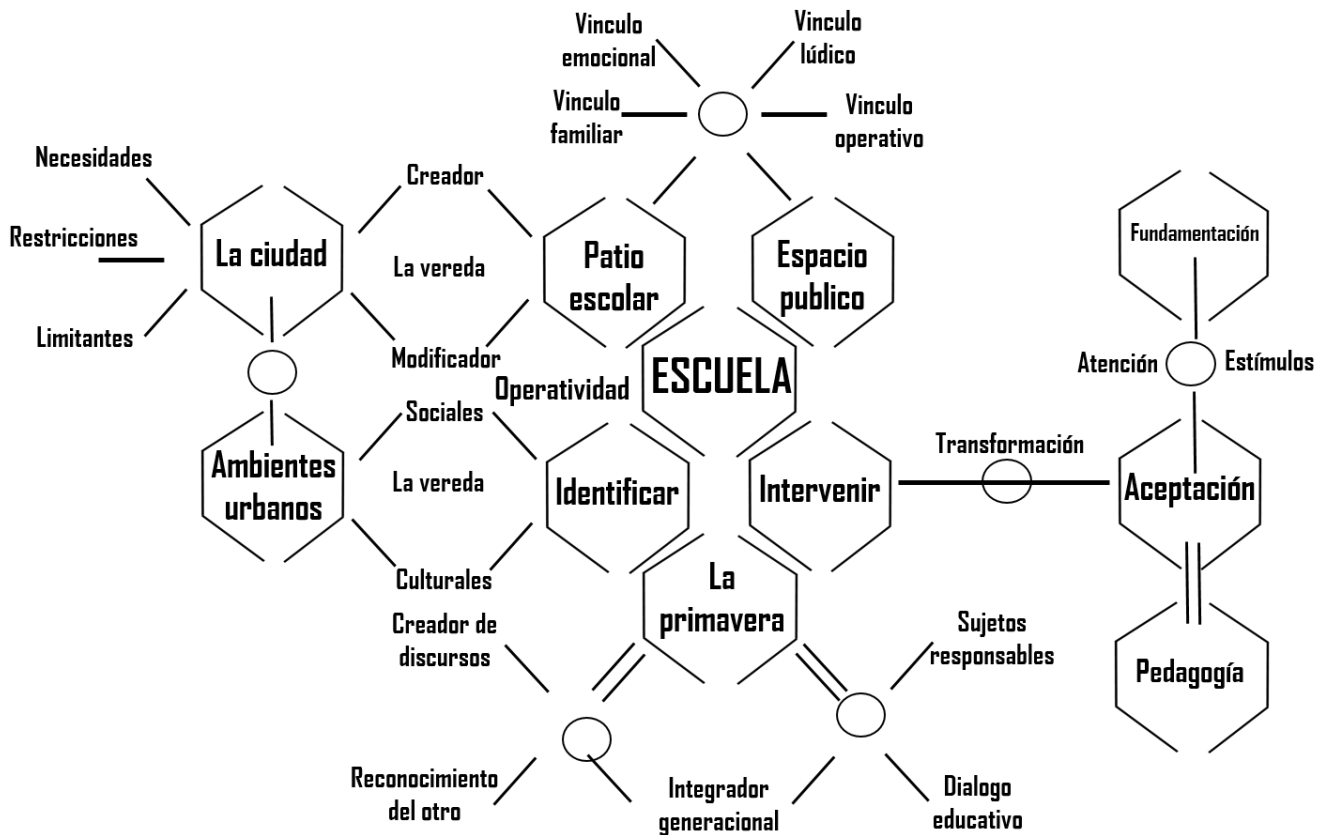 Vinculo
emocional
Vinculo
lúdico
Vinculo
familiar
Vinculo
operativo
Necesidades
Restricciones
Limitantes
La ciudad
Creador
La vereda
Modificador
Patio
escolar
Espacio
publico
Fundamentación
Atención
Estímulos
Operatividad
ESCUELA
Ambientes
urbanos
Sociales
La vereda
Culturales
Identificar
Intervenir
Transformación
Aceptación
La
primavera
Pedagogía
Creador de
discursos
Reconocimiento
del otro
Integrador
generacional
Sujetos
responsables
Dialogo
educativo